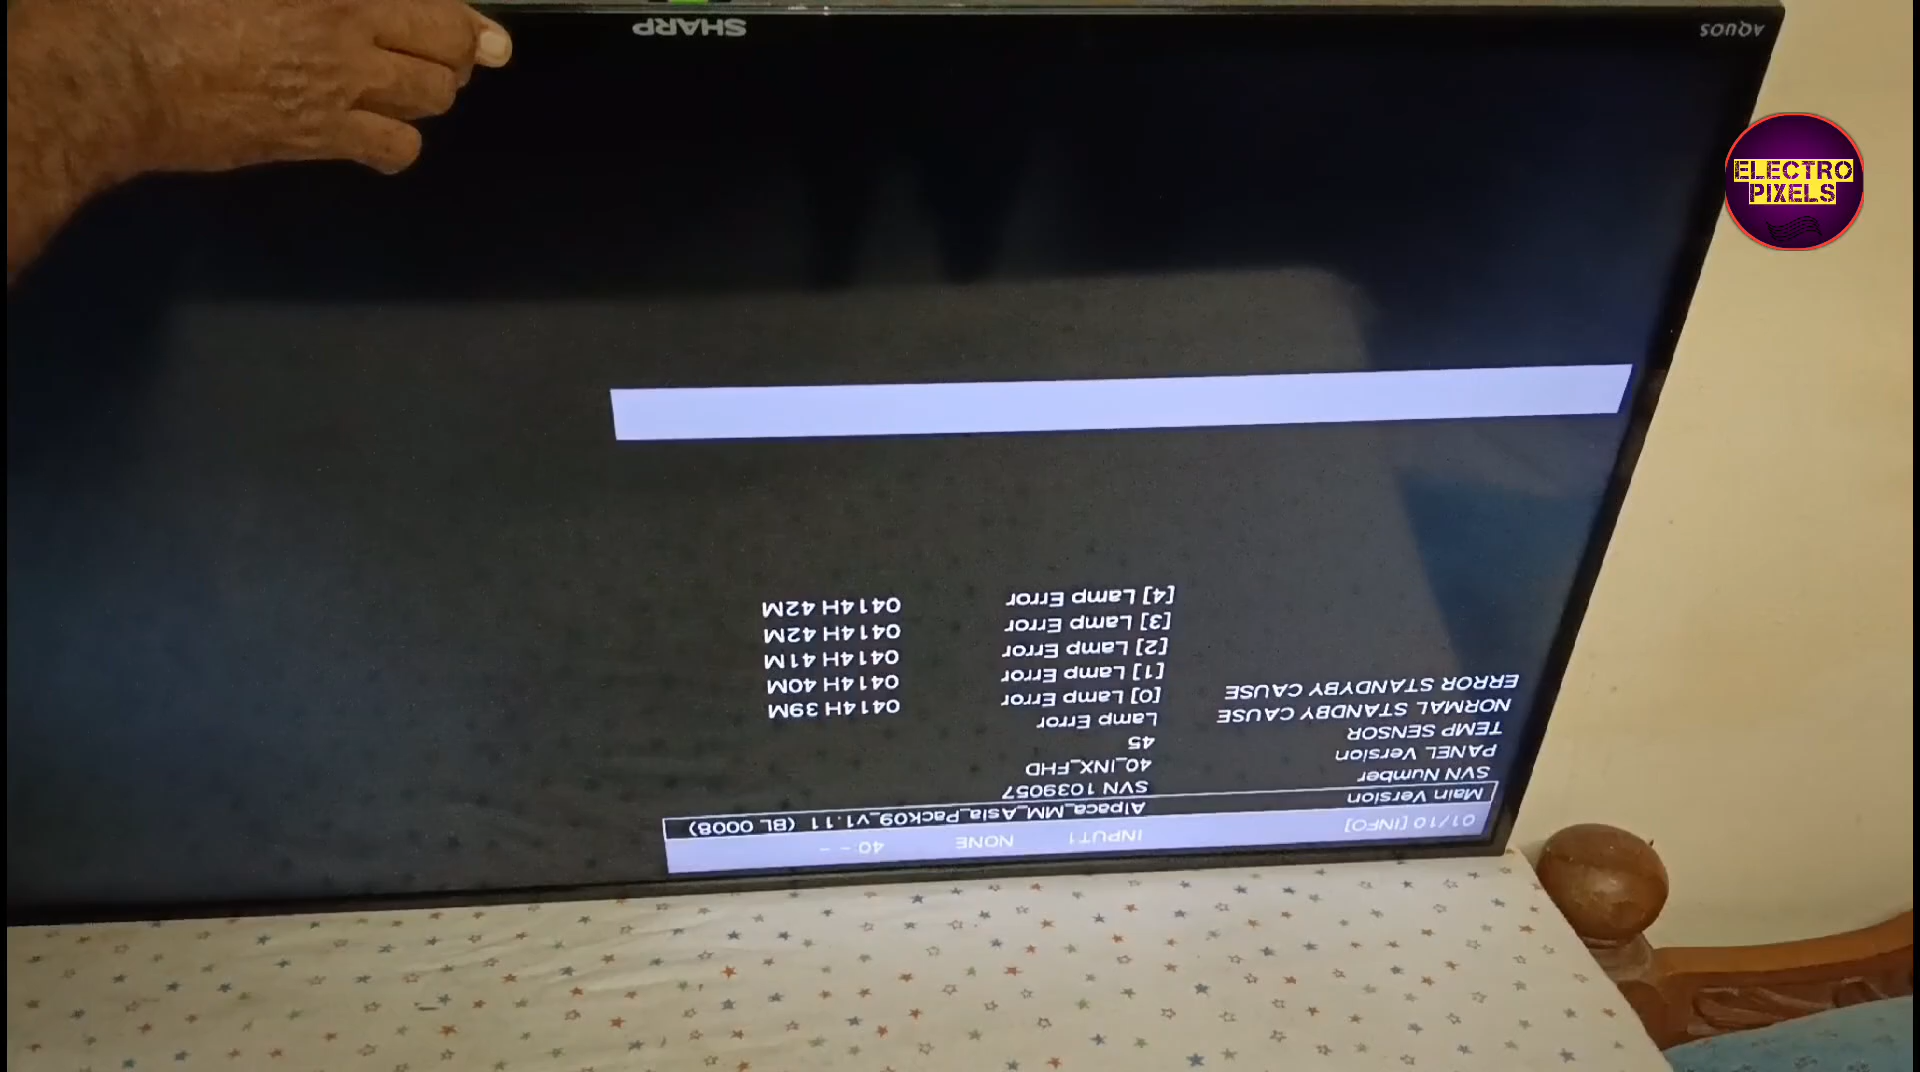 01/10 [INFO] INPUT1 NONE 40 - -
Main Version Alpaca_MM_Asia_Pack09_v1.11 (BL 0008)
SVN Number SVN 1039057
PANEL Version 40_INX_FHD
TEMP SENSOR 45
NORMAL STANDBY CAUSE Lamp Error
ERROR STANDBY CAUSE [0] Lamp Error 0414H 39M
[1] Lamp Error 0414H 40M
[2] Lamp Error 0414H 41M
[3] Lamp Error 0414H 42M
[4] Lamp Error 0414H 42M
AQUOS
SHARP
ELECTRO
PIXELS